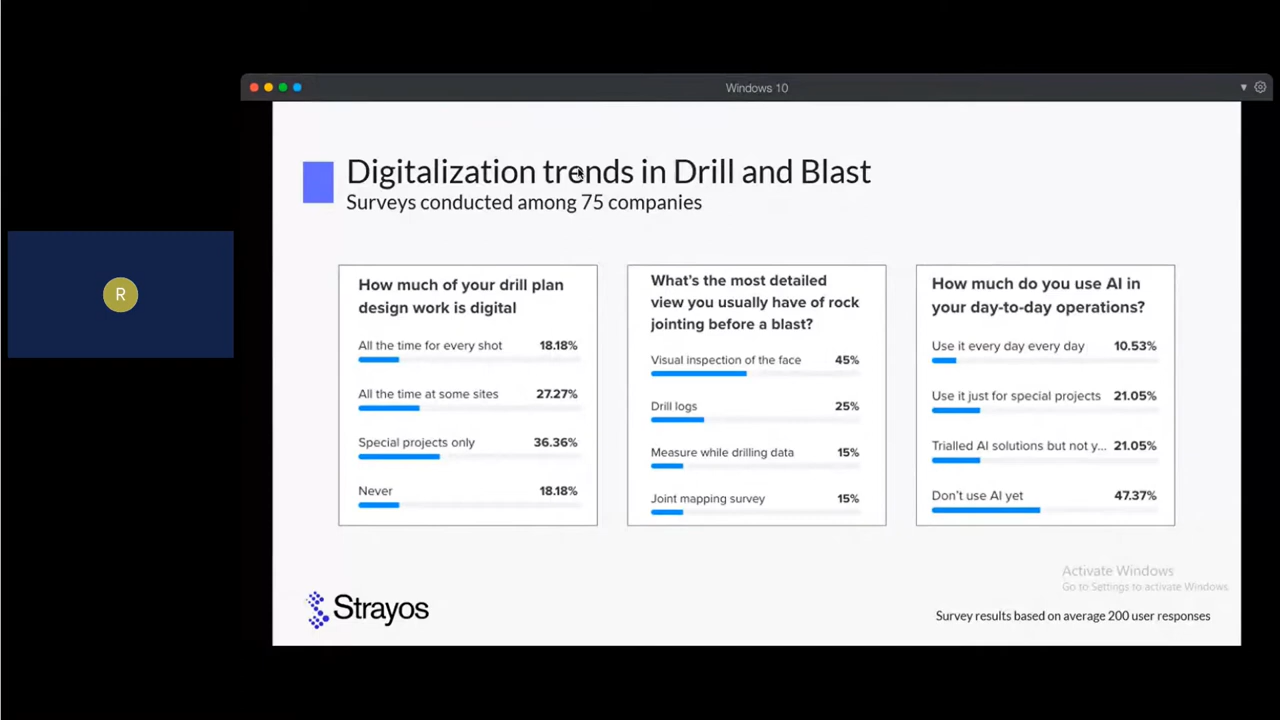 Windows 10
Digitalization trends in Drill and Blast
Surveys conducted among 75 companies
R
How much of your drill plan
design work is digital
All the time for every shot 18.18%
All the time at some sites 27.27%
Special projects only 36.36%
Never 18.18%
What's the most detailed
view you usually have of rock
jointing before a blast?
Visual inspection of the face 45%
Drill logs 25%
Measure while drilling data 15%
Joint mapping survey 15%
How much do you use AI in
your day-to-day operations?
Use it every day every day 10.53%
Use it just for special projects 21.05%
Trialled AI solutions but not y... 21.05%
Don't use AI yet 47.37%
Activate Windows
Go to Settings to activate Windows.
Strayos
Survey results based on average 200 user responses